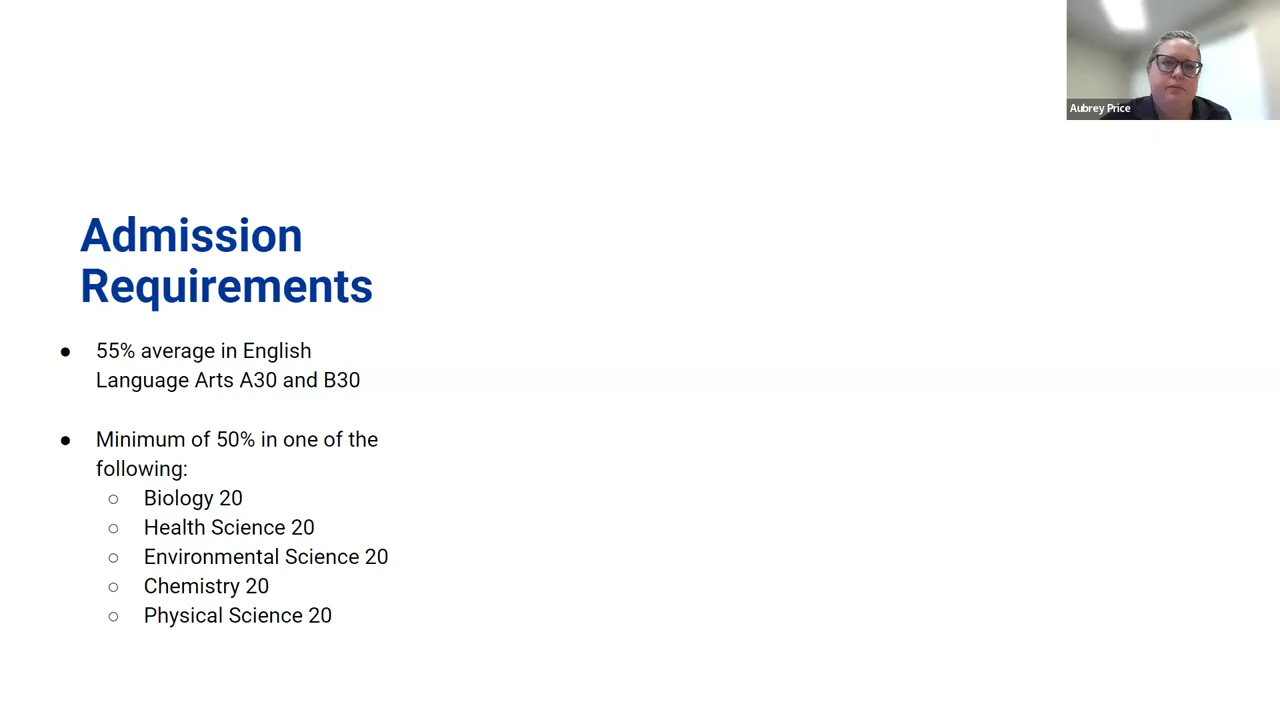 Aubrey Price
Admission
Requirements
● 55% average in English
Language Arts A30 and B30
● Minimum of 50% in one of the
following:
○ Biology 20
○ Health Science 20
○ Environmental Science 20
○ Chemistry 20
○ Physical Science 20